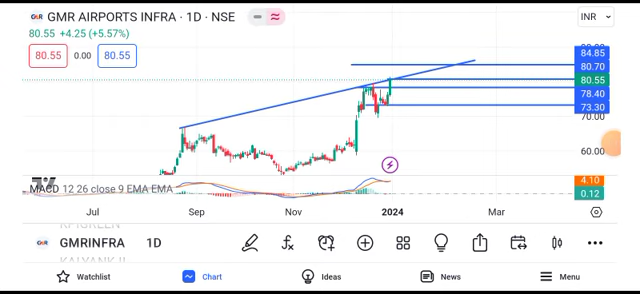 GMR GMR AIRPORTS INFRA · 1D · NSE
INR
80.55 +4.25 (+5.57%)
80.55 0.00 80.55
84.85
80.70
80.55
78.40
73.30
70.00
60.00
MACD 12 26 close 9 EMA EMA
4.10
0.12
Jul Sep Nov 2024 Mar
GMR GMRINFRA 1D
Watchlist Chart Ideas News Menu